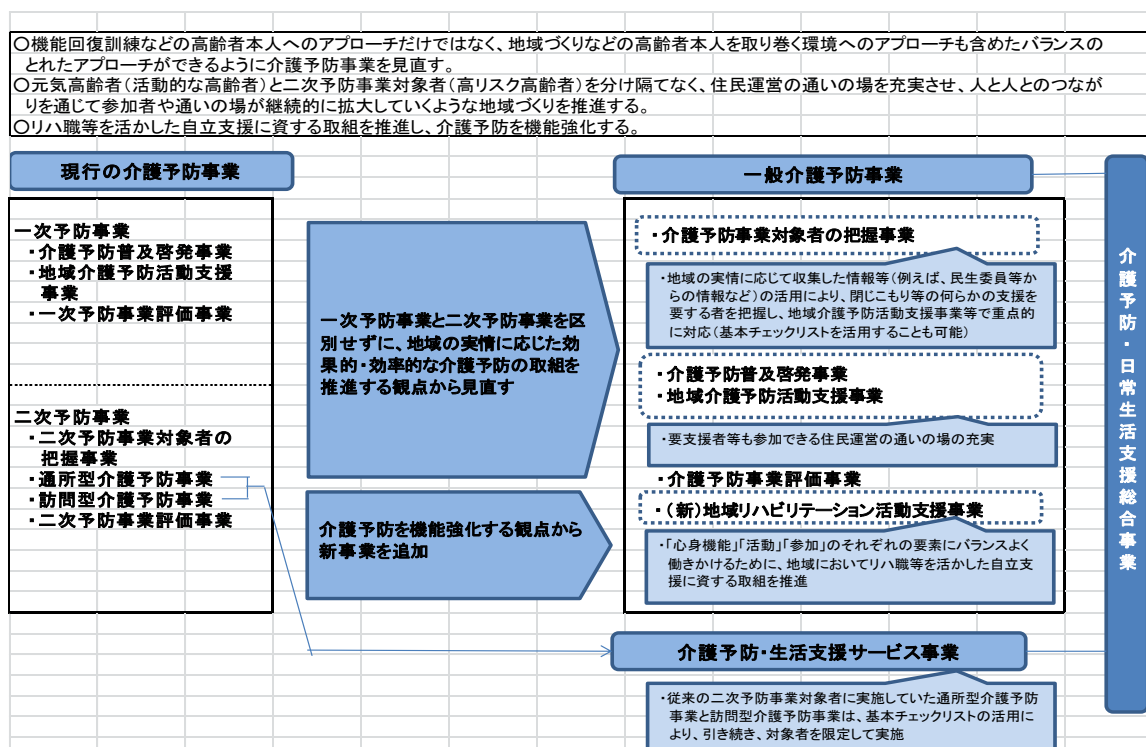 ○機能回復訓練などの高齢者本人へのアプローチだけではなく、地域づくりなどの高齢者本人を取り巻く環境へのアプローチも含めたバランスの
とれたアプローチができるように介護予防事業を見直す。
○元気高齢者(活動的な高齢者)と二次予防事業対象者(高リスク高齢者)を分け隔てなく、住民運営の通いの場を充実させ、人と人とのつなが
りを通じて参加者や通いの場が継続的に拡大していくような地域づくりを推進する。
○リハ職等を活かした自立支援に資する取組を推進し、介護予防を機能強化する。
現行の介護予防事業
一次予防事業
・介護予防普及啓発事業
・地域介護予防活動支援
事業
・一次予防事業評価事業
二次予防事業
・二次予防事業対象者の
把握事業
・通所型介護予防事業
・訪問型介護予防事業
・二次予防事業評価事業
一次予防事業と二次予防事業を区
別せずに、地域の実情に応じた効
果的・効率的な介護予防の取組を
推進する観点から見直す
介護予防を機能強化する観点から
新事業を追加
一般介護予防事業
・介護予防事業対象者の把握事業
・地域の実情に応じて収集した情報等(例えば、民生委員等か
らの情報など)の活用により、閉じこもり等の何らかの支援を
要する者を把握し、地域介護予防活動支援事業等で重点的
に対応(基本チェックリストを活用することも可能)
・介護予防普及啓発事業
・地域介護予防活動支援事業
・要支援者等も参加できる住民運営の通いの場の充実
・介護予防事業評価事業
・(新)地域リハビリテーション活動支援事業
・「心身機能」「活動」「参加」のそれぞれの要素にバランスよく
働きかけるために、地域においてリハ職等を活かした自立支
援に資する取組を推進
介護予防・生活支援サービス事業
・従来の二次予防事業対象者に実施していた通所型介護予防
事業と訪問型介護予防事業は、基本チェックリストの活用に
より、引き続き、対象者を限定して実施
介護予防・日常生活支援総合事業